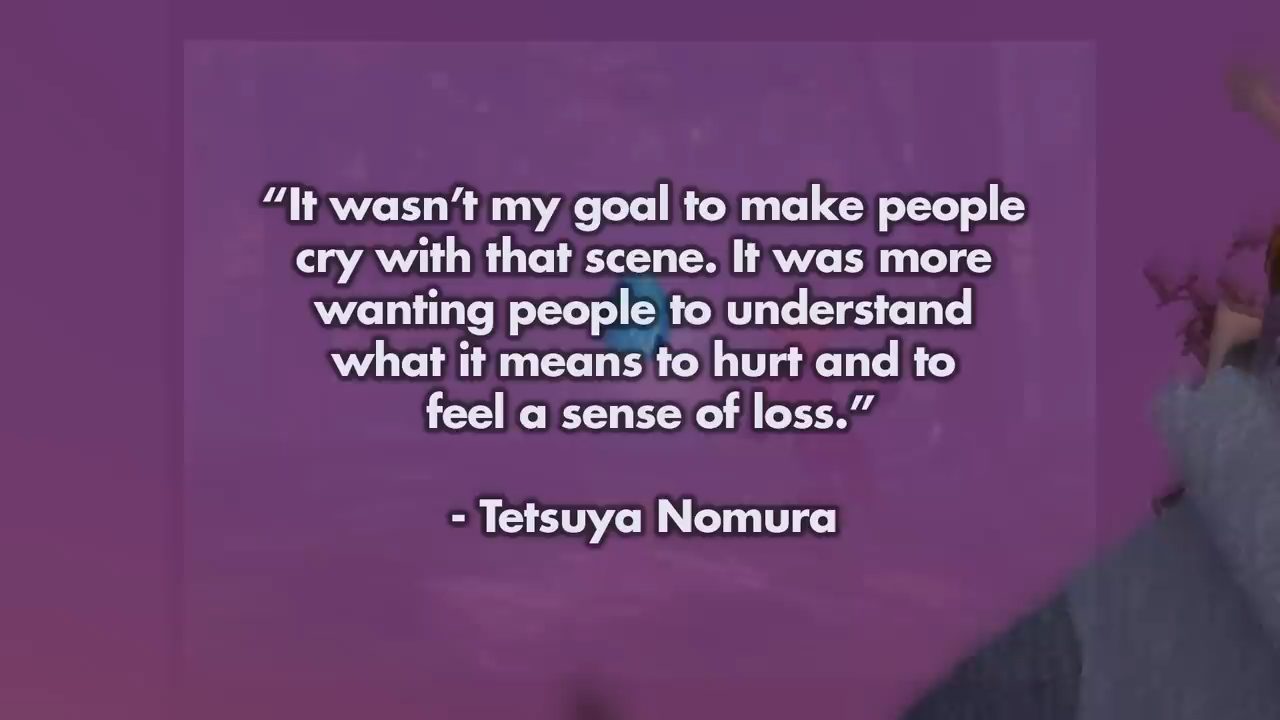 “It wasn’t my goal to make people
cry with that scene. It was more
wanting people to understand
what it means to hurt and to
feel a sense of loss.”
- Tetsuya Nomura